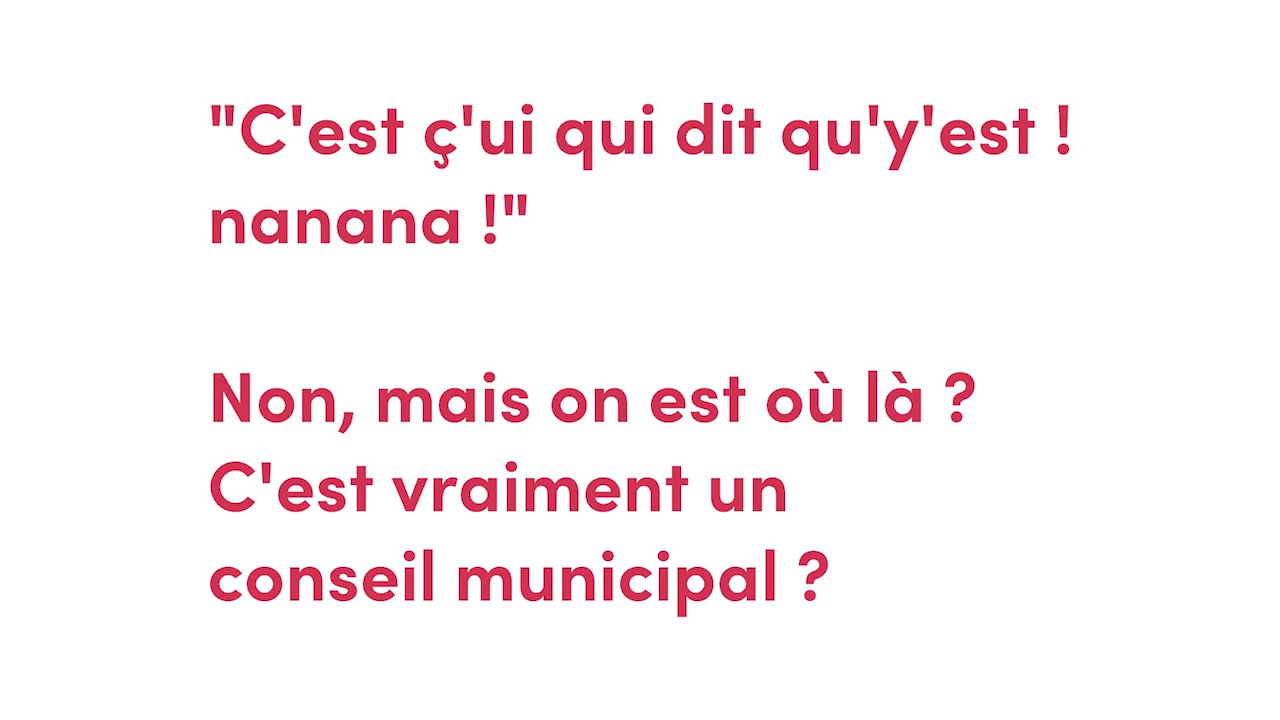 "C'est ç'ui qui dit qu'y'est !
nanana !"
Non, mais on est où là ?
C'est vraiment un
conseil municipal ?